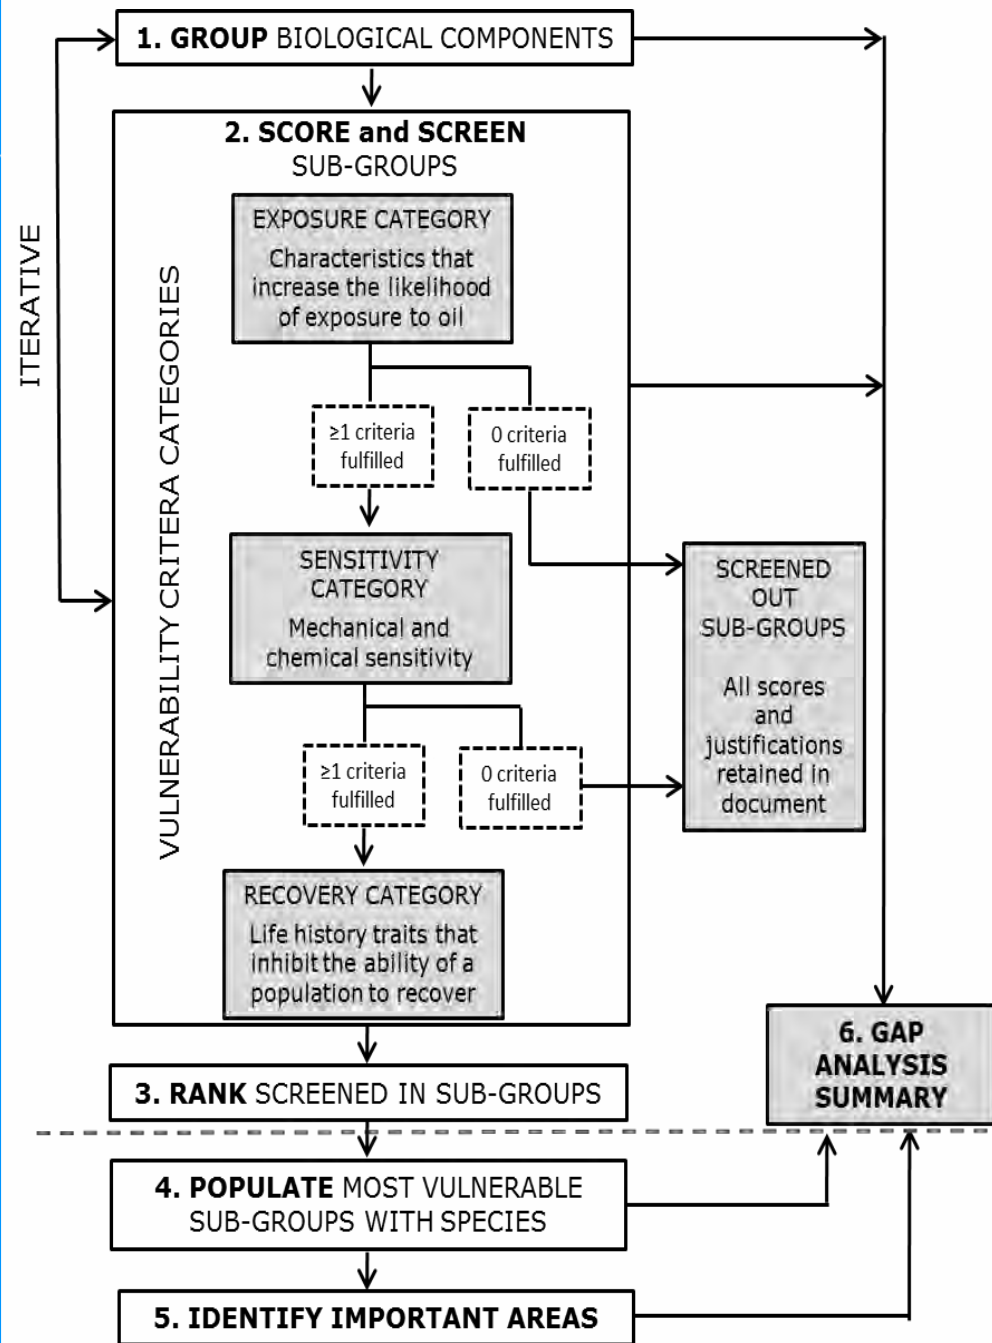 1. GROUP BIOLOGICAL COMPONENTS
ITERATIVE
VULNERABILITY CRITERA CATEGORIES
2. SCORE and SCREEN
SUB-GROUPS
EXPOSURE CATEGORY
Characteristics that
increase the likelihood
of exposure to oil
≥1 criteria
fulfilled
0 criteria
fulfilled
SENSITIVITY
CATEGORY
Mechanical and
chemical sensitivity
≥1 criteria
fulfilled
0 criteria
fulfilled
SCREENED
OUT
SUB-GROUPS
All scores
and
justifications
retained in
document
RECOVERY CATEGORY
Life history traits that
inhibit the ability of a
population to recover
3. RANK SCREENED IN SUB-GROUPS
6. GAP
ANALYSIS
SUMMARY
4. POPULATE MOST VULNERABLE
SUB-GROUPS WITH SPECIES
5. IDENTIFY IMPORTANT AREAS